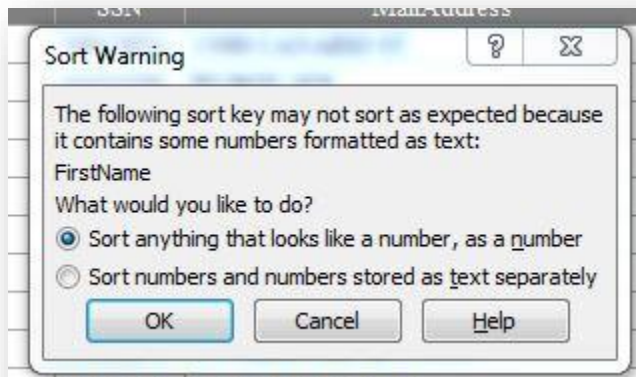 SSN MailAddress
Sort Warning
The following sort key may not sort as expected because
it contains some numbers formatted as text:
FirstName
What would you like to do?
Sort anything that looks like a number, as a number
Sort numbers and numbers stored as text separately
OK Cancel Help